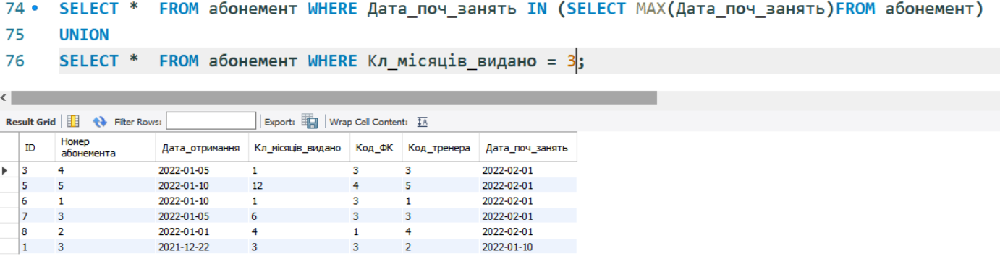 74 SELECT * FROM абонемент WHERE Дата_поч_занять IN (SELECT MAX(Дата_поч_занять)FROM абонемент)
75 UNION
76 SELECT * FROM абонемент WHERE Кл_місяців_видано = 3;
Result Grid Filter Rows: Export: Wrap Cell Content: IA
ID Номер абонемента Дата_отримання Кл_місяців_видано Код_ФК Код_тренера Дата_поч_занять
3 4 2022-01-05 1 3 3 2022-02-01
5 5 2022-01-10 12 4 5 2022-02-01
6 1 2022-01-10 1 3 1 2022-02-01
7 3 2022-01-05 6 3 3 2022-02-01
8 2 2022-01-01 4 1 4 2022-02-01
1 3 2021-12-22 3 3 2 2022-01-10